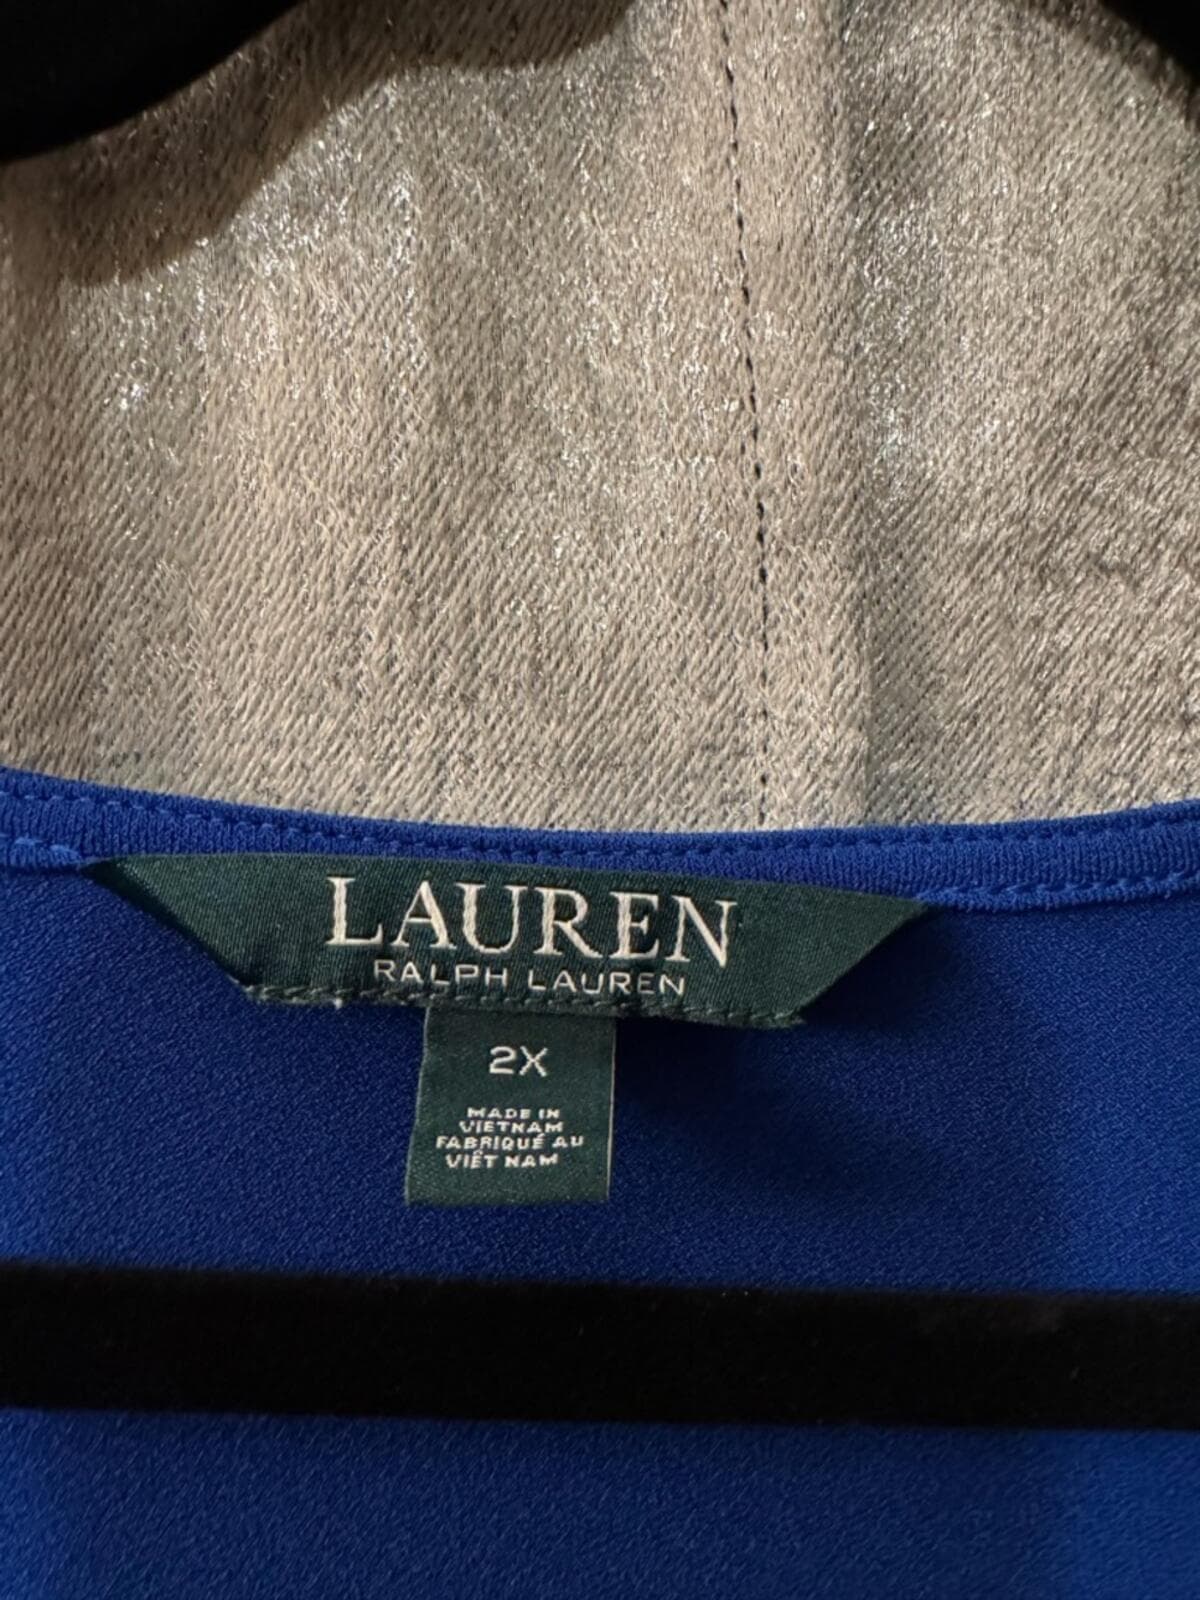 LAUREN
RALPH LAUREN
2X
MADE IN
VIETNAM
FABRIQUÉ AU
VIÊT NAM